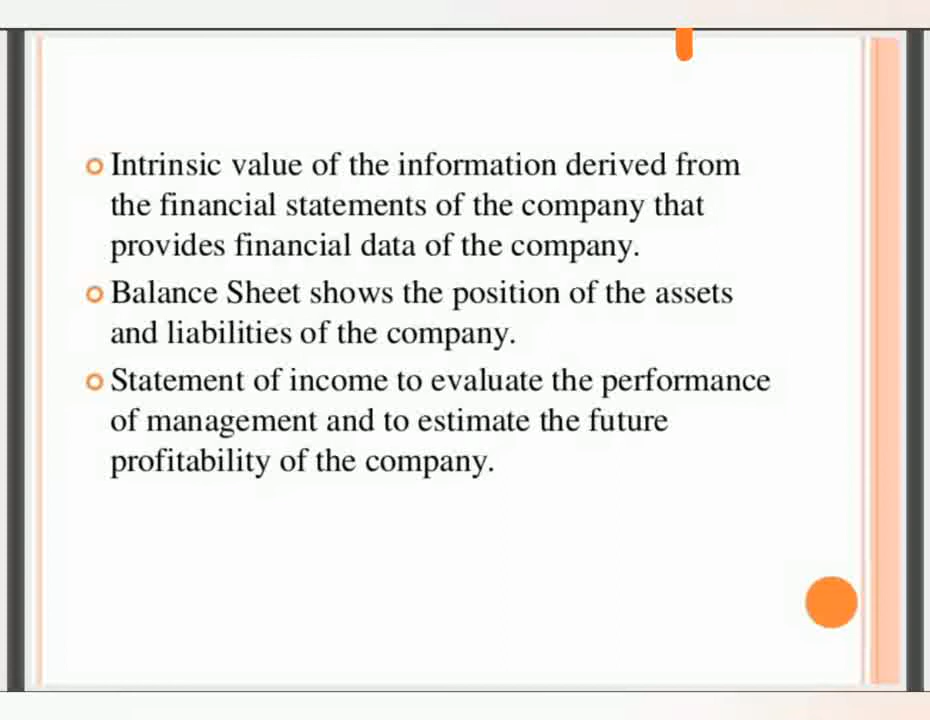 Intrinsic value of the information derived from
the financial statements of the company that
provides financial data of the company.
Balance Sheet shows the position of the assets
and liabilities of the company.
Statement of income to evaluate the performance
of management and to estimate the future
profitability of the company.